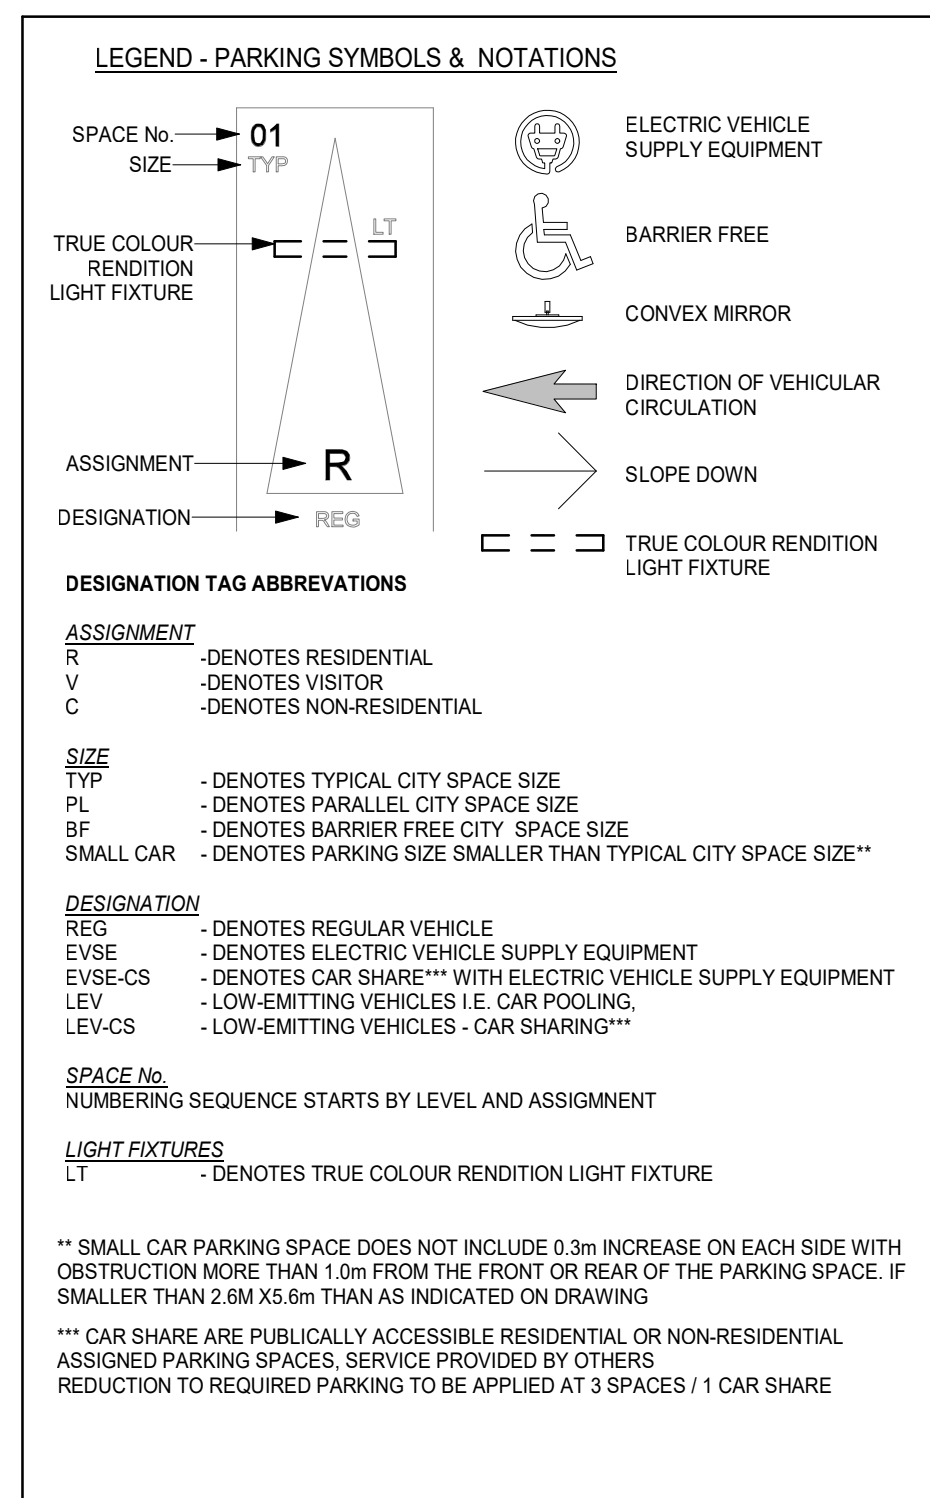 LEGEND - PARKING SYMBOLS & NOTATIONS
SPACE No.
01
SIZE
TYP
LT
TRUE COLOUR
RENDITION
LIGHT FIXTURE
ASSIGNMENT
R
DESIGNATION
REG
ELECTRIC VEHICLE
SUPPLY EQUIPMENT
BARRIER FREE
CONVEX MIRROR
DIRECTION OF VEHICULAR
CIRCULATION
SLOPE DOWN
TRUE COLOUR RENDITION
LIGHT FIXTURE
DESIGNATION TAG ABBREVATIONS
ASSIGNMENT
R -DENOTES RESIDENTIAL
V -DENOTES VISITOR
C -DENOTES NON-RESIDENTIAL
SIZE
TYP - DENOTES TYPICAL CITY SPACE SIZE
PL - DENOTES PARALLEL CITY SPACE SIZE
BF - DENOTES BARRIER FREE CITY SPACE SIZE
SMALL CAR - DENOTES PARKING SIZE SMALLER THAN TYPICAL CITY SPACE SIZE**
DESIGNATION
REG - DENOTES REGULAR VEHICLE
EVSE - DENOTES ELECTRIC VEHICLE SUPPLY EQUIPMENT
EVSE-CS - DENOTES CAR SHARE*** WITH ELECTRIC VEHICLE SUPPLY EQUIPMENT
LEV - LOW-EMITTING VEHICLES I.E. CAR POOLING,
LEV-CS - LOW-EMITTING VEHICLES - CAR SHARING***
SPACE No.
NUMBERING SEQUENCE STARTS BY LEVEL AND ASSIGMNENT
LIGHT FIXTURES
LT - DENOTES TRUE COLOUR RENDITION LIGHT FIXTURE
** SMALL CAR PARKING SPACE DOES NOT INCLUDE 0.3m INCREASE ON EACH SIDE WITH
OBSTRUCTION MORE THAN 1.0m FROM THE FRONT OR REAR OF THE PARKING SPACE. IF
SMALLER THAN 2.6M X5.6m THAN AS INDICATED ON DRAWING
*** CAR SHARE ARE PUBLICALLY ACCESSIBLE RESIDENTIAL OR NON-RESIDENTIAL
ASSIGNED PARKING SPACES, SERVICE PROVIDED BY OTHERS
REDUCTION TO REQUIRED PARKING TO BE APPLIED AT 3 SPACES / 1 CAR SHARE